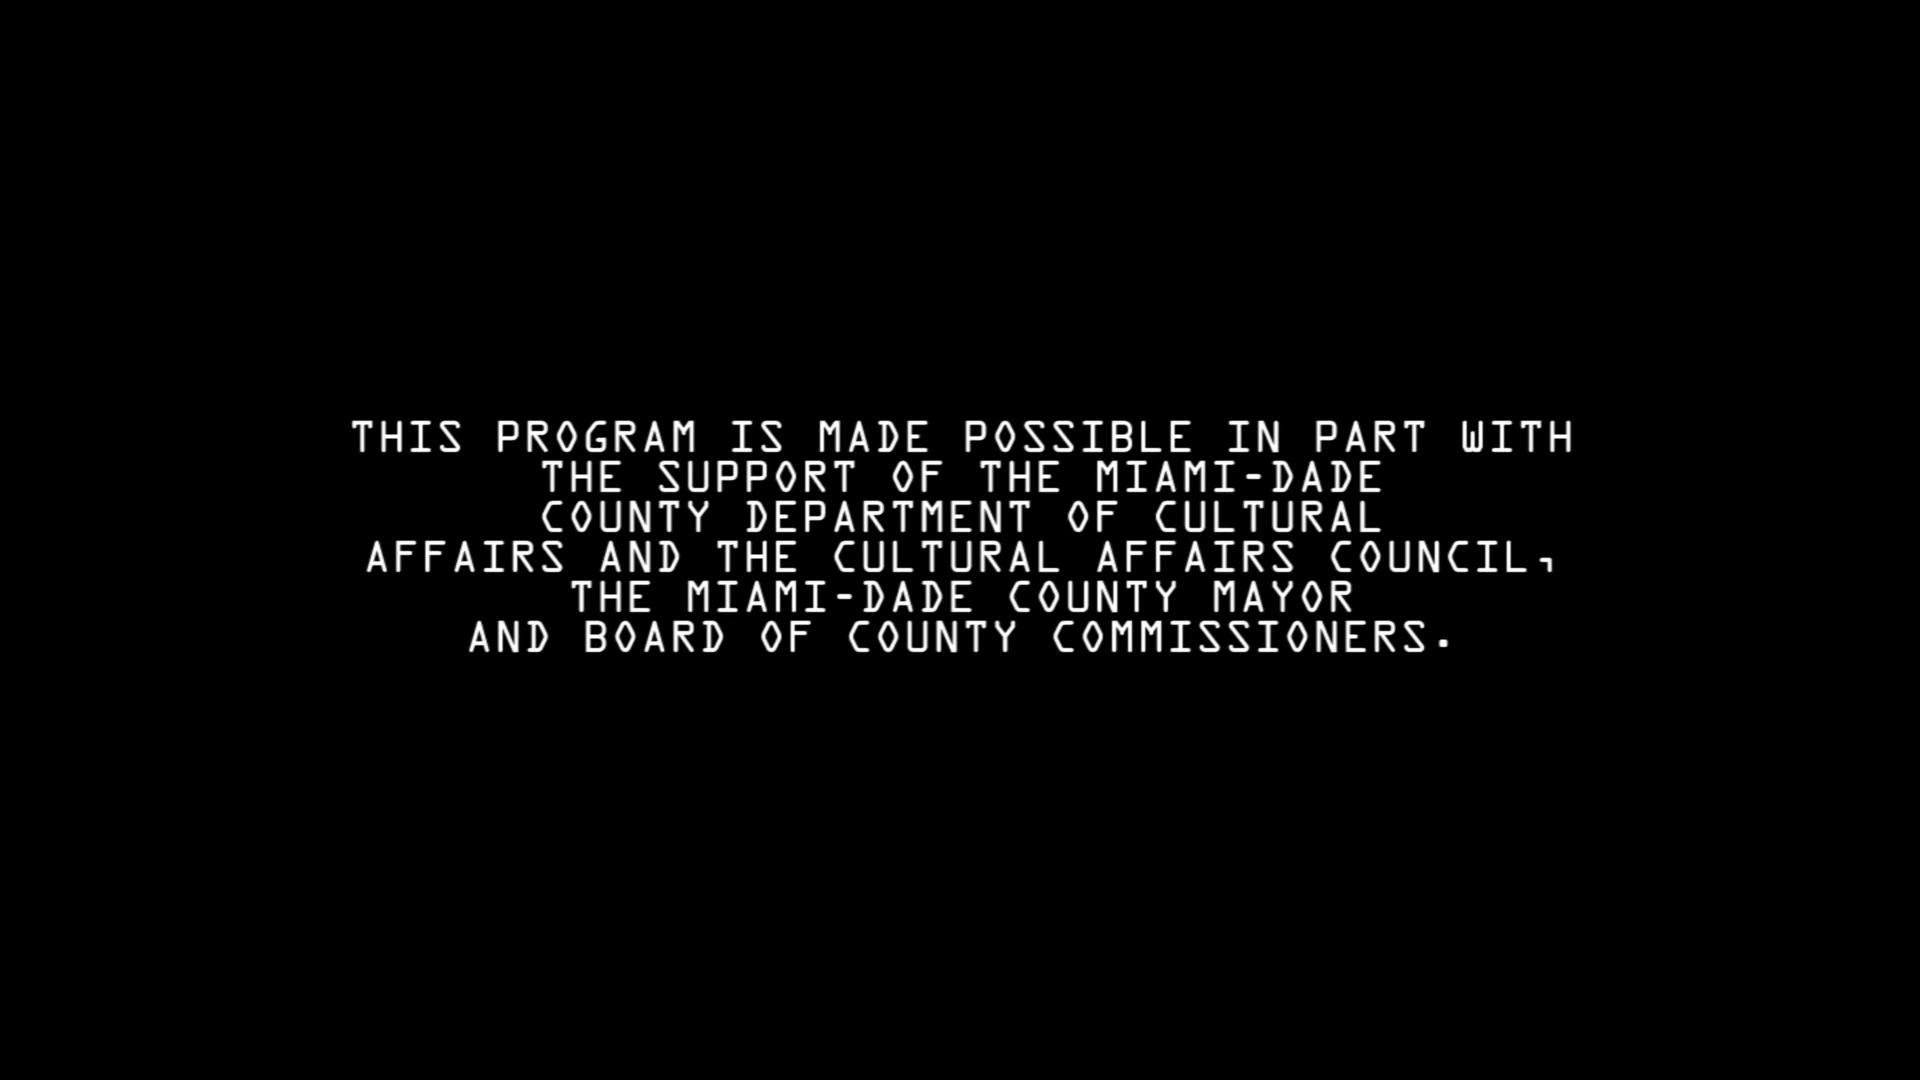 THIS PROGRAM IS MADE POSSIBLE IN PART WITH
THE SUPPORT OF THE MIAMI-DADE
COUNTY DEPARTMENT OF CULTURAL
AFFAIRS AND THE CULTURAL AFFAIRS COUNCIL,
THE MIAMI-DADE COUNTY MAYOR
AND BOARD OF COUNTY COMMISSIONERS.